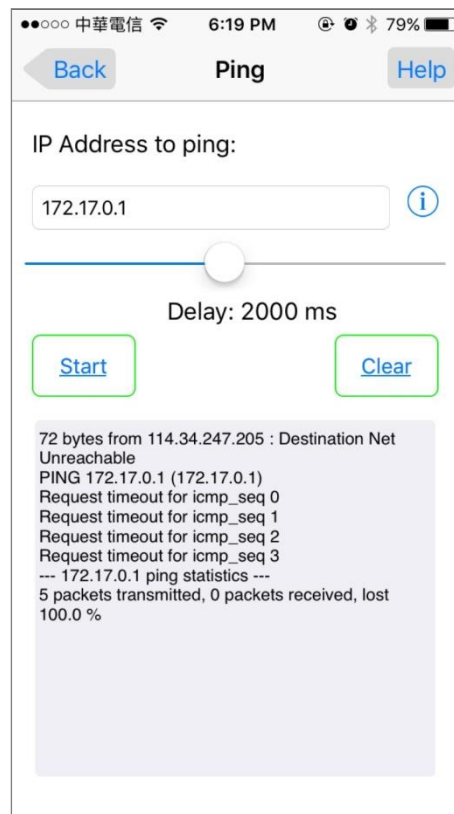 中華電信 6:19 PM 79%
Back Ping Help
IP Address to ping:
172.17.0.1
Delay: 2000 ms
Start Clear
72 bytes from 114.34.247.205 : Destination Net
Unreachable
PING 172.17.0.1 (172.17.0.1)
Request timeout for icmp_seq 0
Request timeout for icmp_seq 1
Request timeout for icmp_seq 2
Request timeout for icmp_seq 3
--- 172.17.0.1 ping statistics ---
5 packets transmitted, 0 packets received, lost
100.0 %